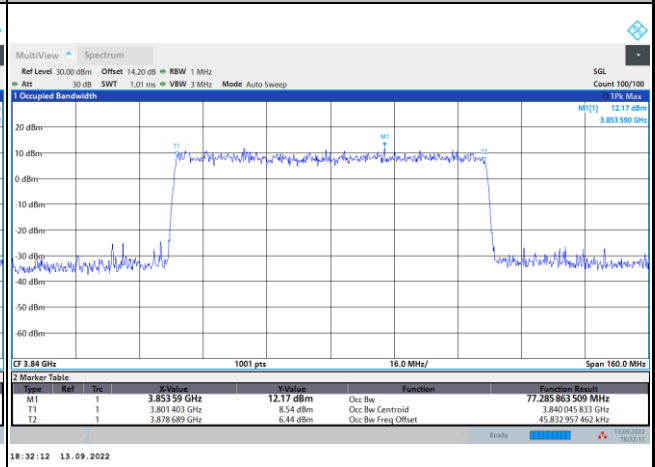 MultiView Spectrum
Ref Level 30.00 dBm Offset 14.20 dB RBW 1 MHz SGL
Att 30 dB SWT 1.01 ms VBW 3 MHz Mode Auto Sweep Count 100/100
1 Occupied Bandwidth 1Pk Max
M1[1] 12.17 dBm
3.853 590 GHz
20 dBm
M1
T1
T2
10 dBm
0 dBm
-10 dBm
-20 dBm
-30 dBm
-40 dBm
-50 dBm
-60 dBm
CF 3.84 GHz 1001 pts 16.0 MHz/ Span 160.0 MHz
2 Marker Table
Type Ref Trc X-Value Y-Value Function Function Result
M1 1 3.853 59 GHz 12.17 dBm Occ Bw 77.285 863 509 MHz
T1 1 3.801 403 GHz 8.54 dBm Occ Bw Centroid 3.840 045 833 GHz
T2 1 3.878 689 GHz 6.44 dBm Occ Bw Freq Offset 45.832 957 462 kHz
Ready 13.09.2022
18:32:11
18:32:12 13.09.2022